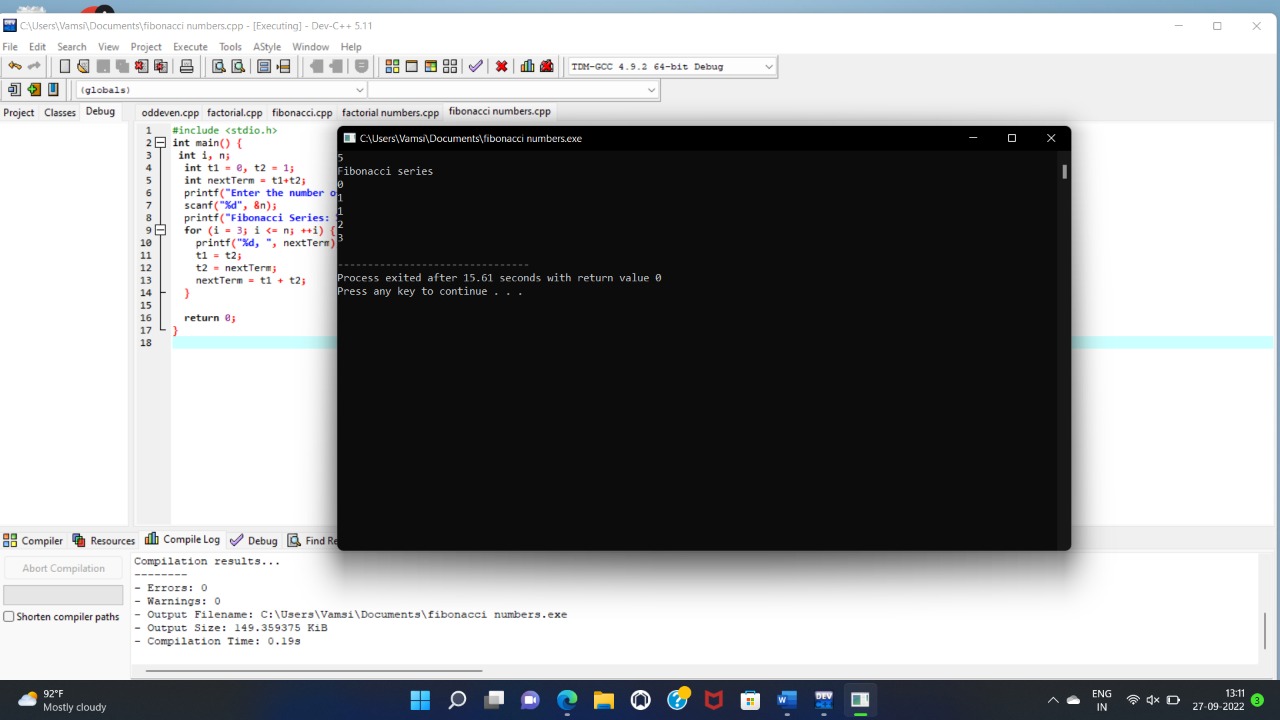 C:\Users\Vamsi\Documents\fibonacci numbers.cpp - [Executing] - Dev-C++ 5.11
File Edit Search View Project Execute Tools AStyle Window Help
TDM-GCC 4.9.2 64-bit Debug
(globals)
Project Classes Debug
oddeven.cpp factorial.cpp fibonacci.cpp factorial numbers.cpp fibonacci numbers.cpp
1 #include <stdio.h>
2 int main() {
3 int i, n;
4 int t1 = 0, t2 = 1;
5 int nextTerm = t1+t2;
6 printf("Enter the number o
7 scanf("%d", &n);
8 printf("Fibonacci Series:
9 for (i = 3; i <= n; ++i) {
10 printf("%d, ", nextTerm)
11 t1 = t2;
12 t2 = nextTerm;
13 nextTerm = t1 + t2;
14 }
15
16 return 0;
17 }
18
C:\Users\Vamsi\Documents\fibonacci numbers.exe
5
Fibonacci series
0
1
1
2
3
--------------------------------
Process exited after 15.61 seconds with return value 0
Press any key to continue . . .
Compiler Resources Compile Log Debug Find Re
Abort Compilation
Shorten compiler paths
Compilation results...
--------
- Errors: 0
- Warnings: 0
- Output Filename: C:\Users\Vamsi\Documents\fibonacci numbers.exe
- Output Size: 149.359375 KiB
- Compilation Time: 0.19s
92°F
Mostly cloudy
DEV
ENG
IN
13:11
27-09-2022
3